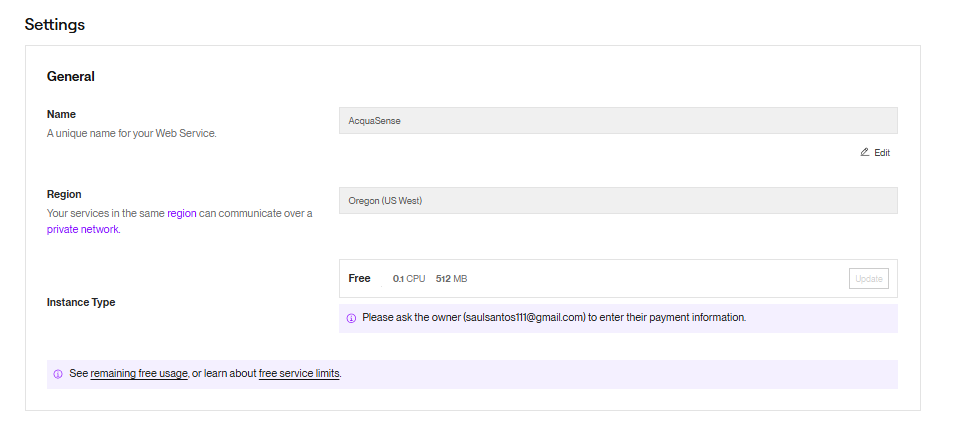 Settings
General
Name
A unique name for your Web Service.
AcquaSense
Edit
Region
Your services in the same region can communicate over a
private network.
Oregon (US West)
Instance Type
Free 0.1 CPU 512 MB
Update
Please ask the owner (saulsantos111@gmail.com) to enter their payment information.
See remaining free usage, or learn about free service limits.